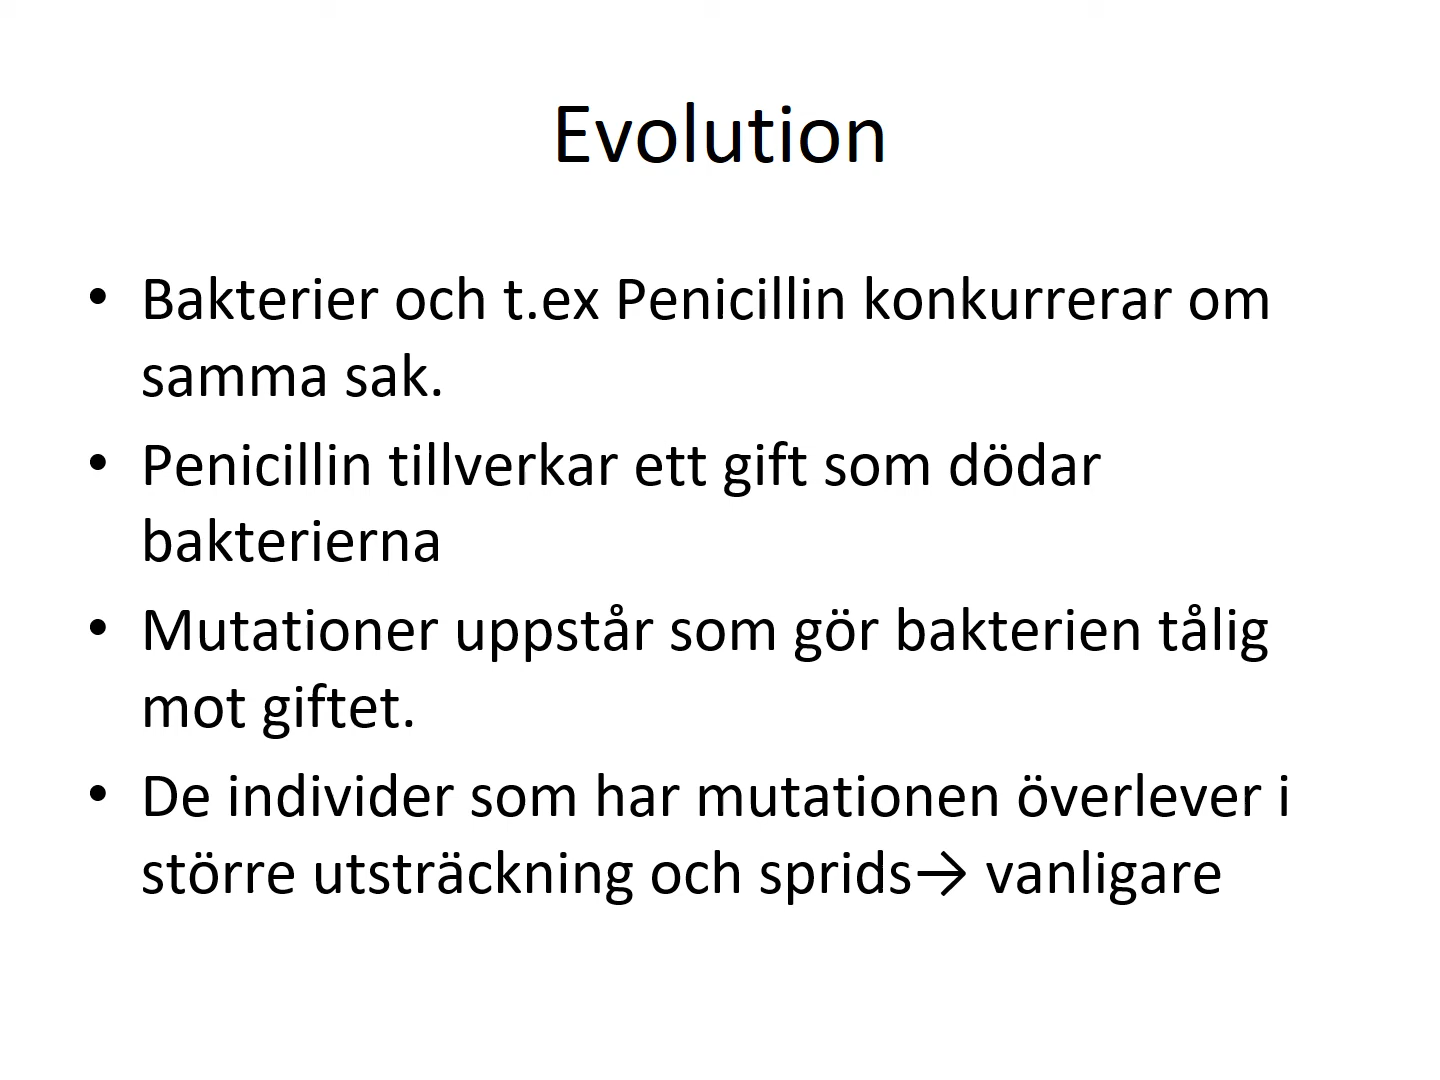 Evolution
• Bakterier och t.ex Penicillin konkurrerar om
samma sak.
• Penicillin tillverkar ett gift som dödar
bakterierna
• Mutationer uppstår som gör bakterien tålig
mot giftet.
• De individer som har mutationen överlever i
större utsträckning och sprids→ vanligare